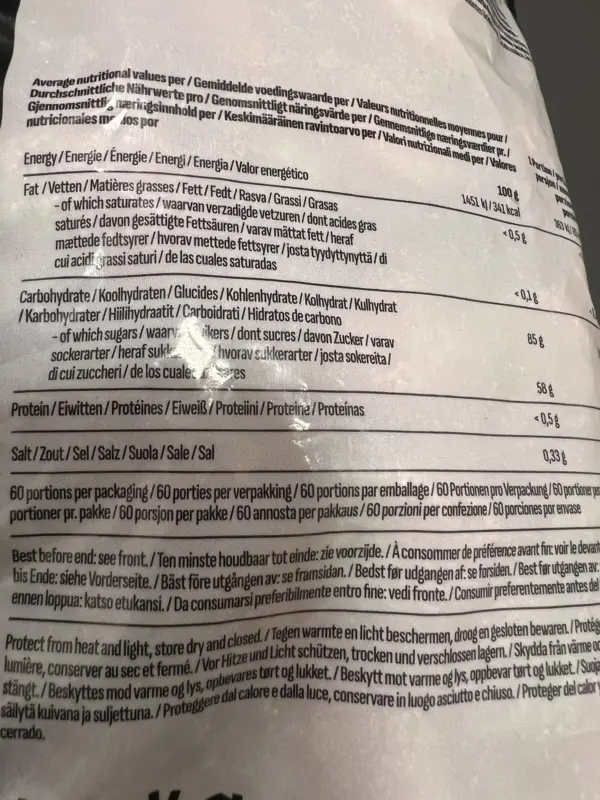 Average nutritional values per / Gemiddelde voedingswaarde per / Valeurs nutritionnelles moyennes pour /
Durchschnittliche Nährwerte pro / Genomsnittligt näringsvärde per / Gennemsnitlige næringsværdier pr. /
næringsinnhold per / Keskimääräinen ravintoarvo per / Valori nutrizionali medi per / Valores
nutricionales por
100 g
Energy / Energie / Énergie / Energi / Energia / Valor energético
1451 kJ / 341 kcal
Fat / Vetten / Matières grasses / Fett / Fedt / Rasva / Grassi / Grasas
<0,5 g
- of which saturates / waarvan verzadigde vetzuren / dont acides gras
saturés / davon gesättigte Fettsäuren / varav mättat fett / heraf
mættede fedtsyrer / hvorav mettede fettsyrer / josta tyydyttynyttä / di
cui acidi grassi saturi / de las cuales saturadas
<0,1 g
Carbohydrate / Koolhydraten / Glucides / Kohlenhydrate / Kolhydrat / Kulhydrat
/ Karbohydrater / Hiilihydraatit / Carboidrati / Hidratos de carbono
85 g
- of which sugars / dont sucres / davon Zucker / varav
sockerarter / heraf / hvorav sukkerarter / josta sokereita /
di cui zuccheri / de los cuales
58 g
Protein / Eiwitten / Protéines / Eiweiß / Proteiini / Proteine / Proteínas
<0,5 g
Salt / Zout / Sel / Salz / Suola / Sale / Sal
0,33 g
60 portions per packaging / 60 porties per verpakking / 60 portions par emballage / 60 Portionen pro Verpackung / 60 portioner
portioner pr. pakke / 60 porsjon per pakke / 60 annosta per pakkaus / 60 porzioni per confezione / 60 porciones por envase
Best before end: see front. / Ten minste houdbaar tot einde: zie voorzijde. / À consommer de préférence avant fin: voir le
bis Ende: siehe Vorderseite. / Bäst före utgången av: se framsidan. / Bedst før udgangen af: se forsiden. / Best før utgangen av:
ennen loppua: katso etukansi. / Da consumarsi preferibilmente entro fine: vedi fronte. / Consumir preferentemente antes del
Protect from heat and light, store dry and closed. / Tegen warmte en licht beschermen, droog en gesloten bewaren. /
lumière, conserver au sec et fermé. / Vor Hitze und Licht schützen, trocken und verschlossen lagern. / Skydda från värme
stängt. / Beskyttes mod varme og lys, opbevares tørt og lukket. / Beskytt mot varme og lys, oppbevar tørt og lukket. /
säilytä kuivana ja suljettuna. / Proteggere dal calore e dalla luce, conservare in luogo asciutto e chiuso. / Proteger del
cerrado.